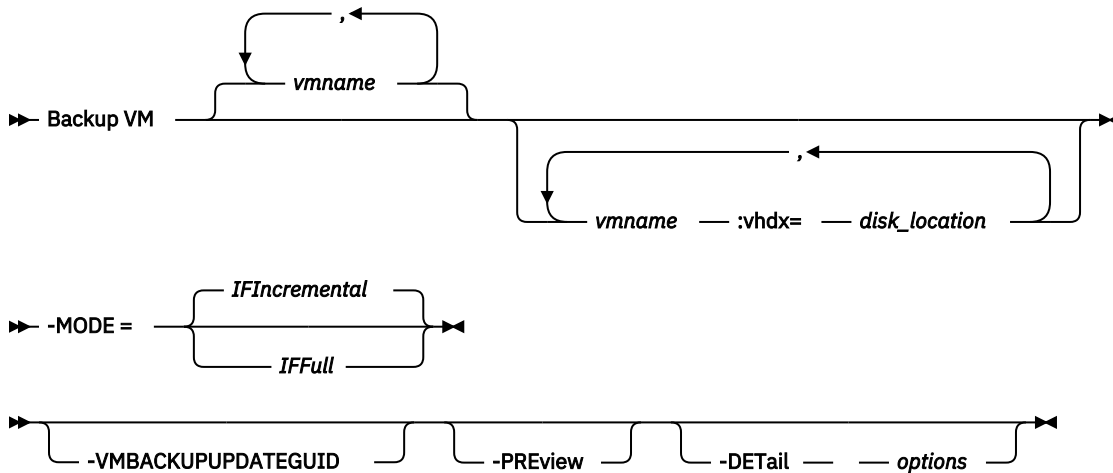 ,
vmname
Backup VM
,
vmname :vhdx= disk_location
IFIncremental
-MODE =
IFFull
-VMBACKUPUPDATEGUID -PREview -DETail options